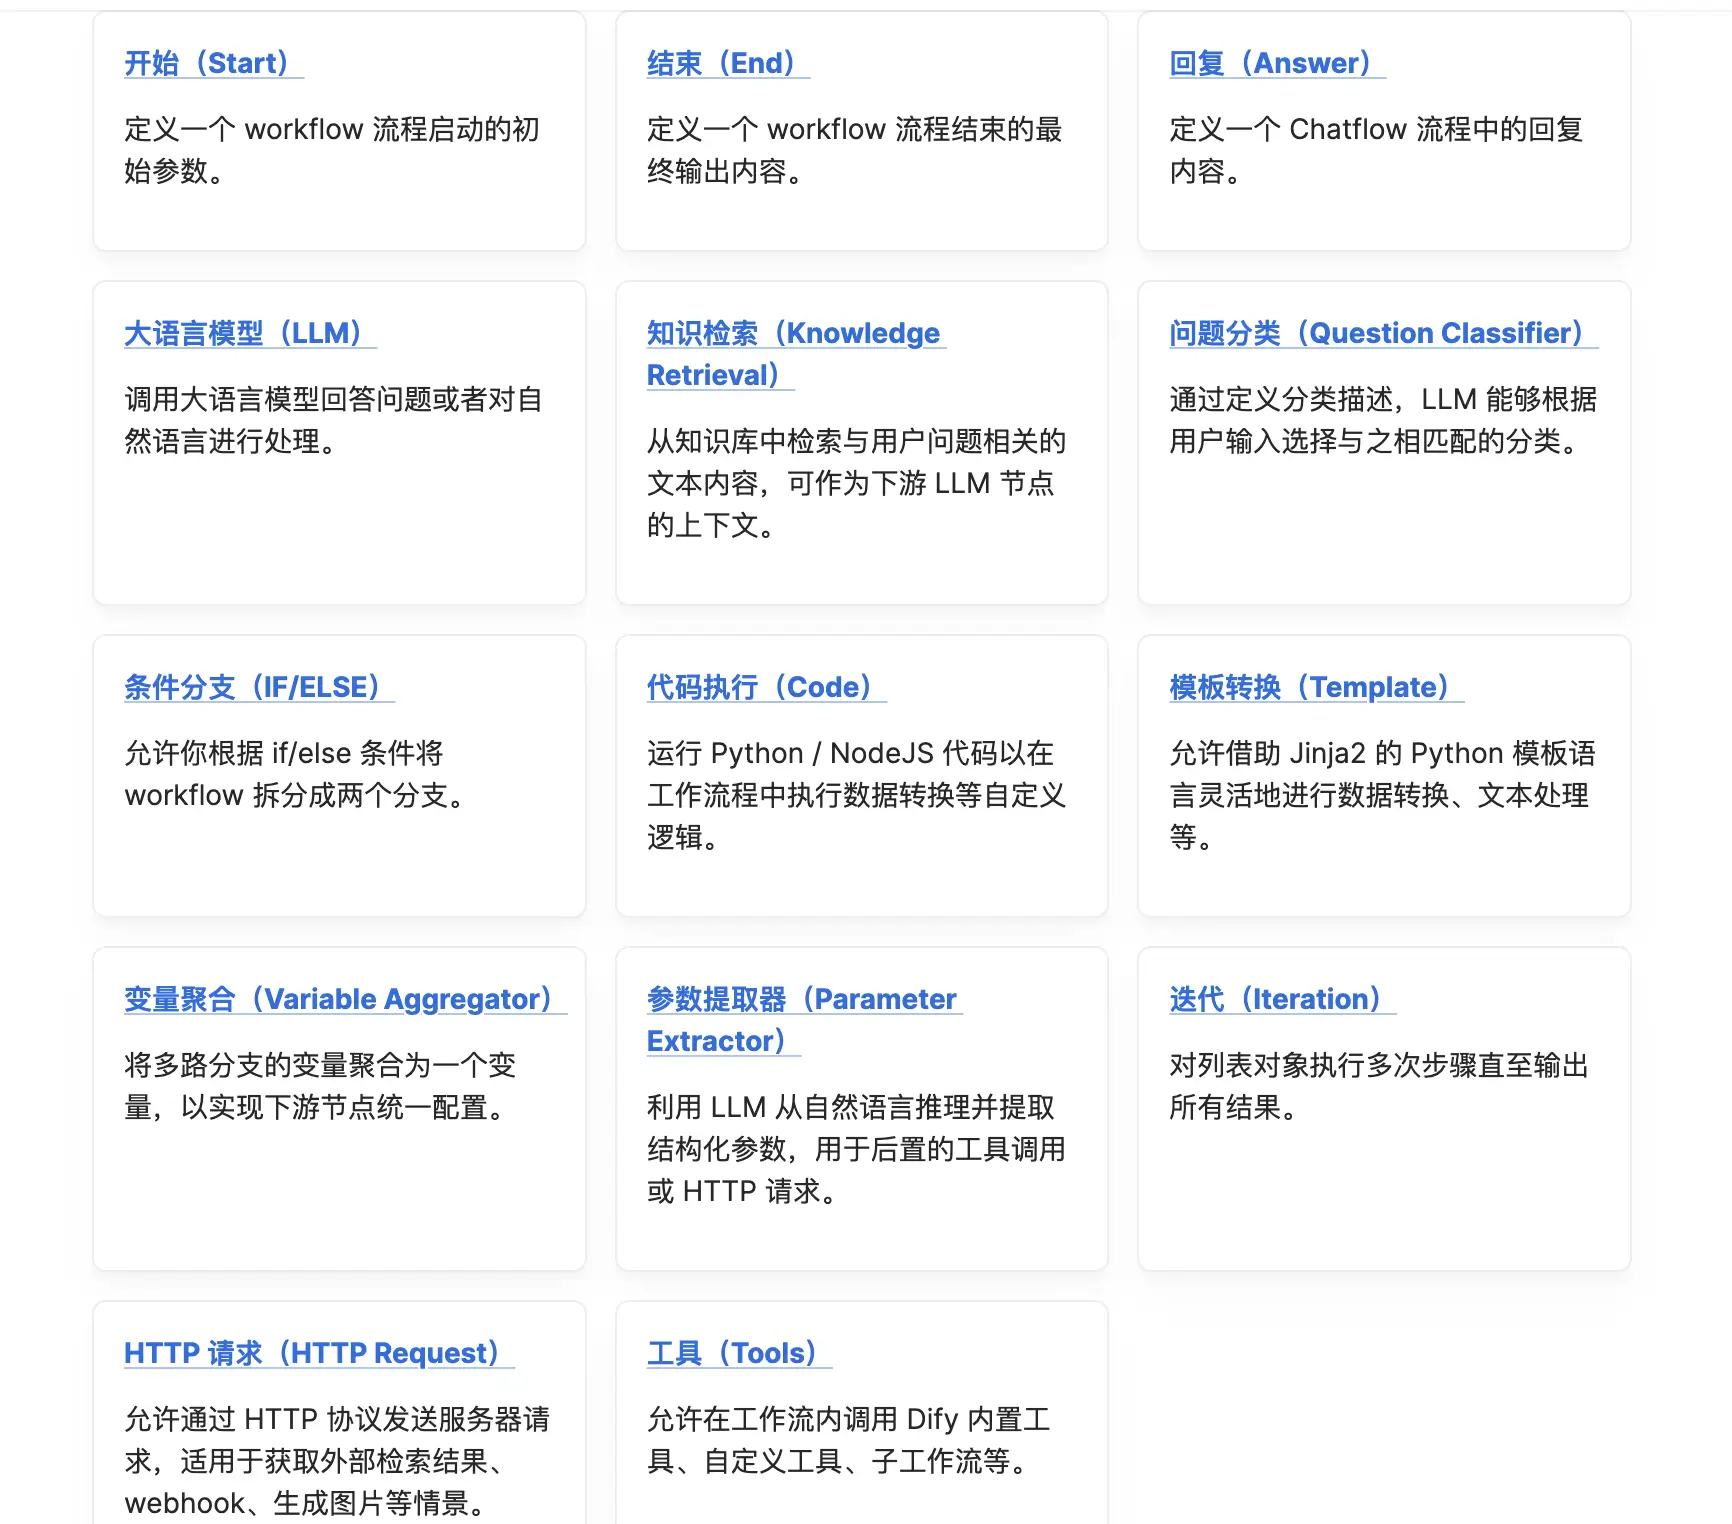 开始（Start）
定义一个 workflow 流程启动的初
始参数。
结束（End）
定义一个 workflow 流程结束的最
终输出内容。
回复（Answer）
定义一个 Chatflow 流程中的回复
内容。
大语言模型（LLM）
调用大语言模型回答问题或者对自
然语言进行处理。
知识检索（Knowledge
Retrieval）
从知识库中检索与用户问题相关的
文本内容，可作为下游 LLM 节点
的上下文。
问题分类（Question Classifier）
通过定义分类描述，LLM 能够根据
用户输入选择与之相匹配的分类。
条件分支（IF/ELSE）
允许你根据 if/else 条件将
workflow 拆分成两个分支。
代码执行（Code）
运行 Python / NodeJS 代码以在
工作流程中执行数据转换等自定义
逻辑。
模板转换（Template）
允许借助 Jinja2 的 Python 模板语
言灵活地进行数据转换、文本处理
等。
变量聚合（Variable Aggregator）
将多路分支的变量聚合为一个变
量，以实现下游节点统一配置。
参数提取器（Parameter
Extractor）
利用 LLM 从自然语言推理并提取
结构化参数，用于后置的工具调用
或 HTTP 请求。
迭代（Iteration）
对列表对象执行多次步骤直至输出
所有结果。
HTTP 请求（HTTP Request）
允许通过 HTTP 协议发送服务器请
求，适用于获取外部检索结果、
webhook、生成图片等情景。
工具（Tools）
允许在工作流内调用 Dify 内置工
具、自定义工具、子工作流等。